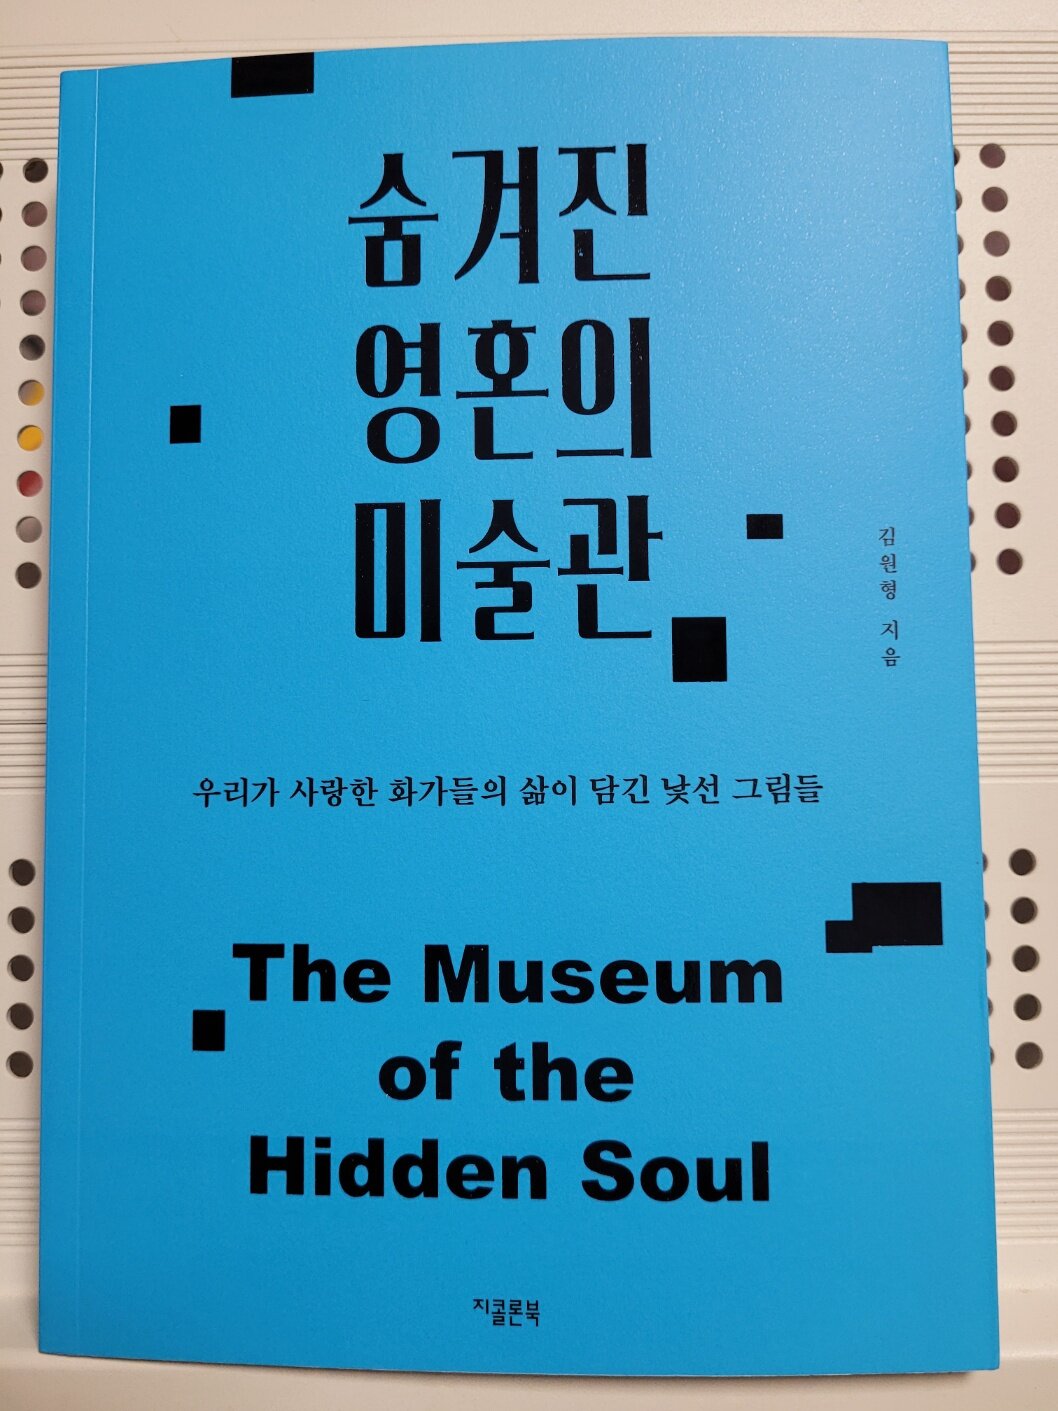 숨겨진
영혼의
미술관
김원형 지음
우리가 사랑한 화가들의 삶이 담긴 낯선 그림들
The Museum
of the
Hidden Soul
지콜론북